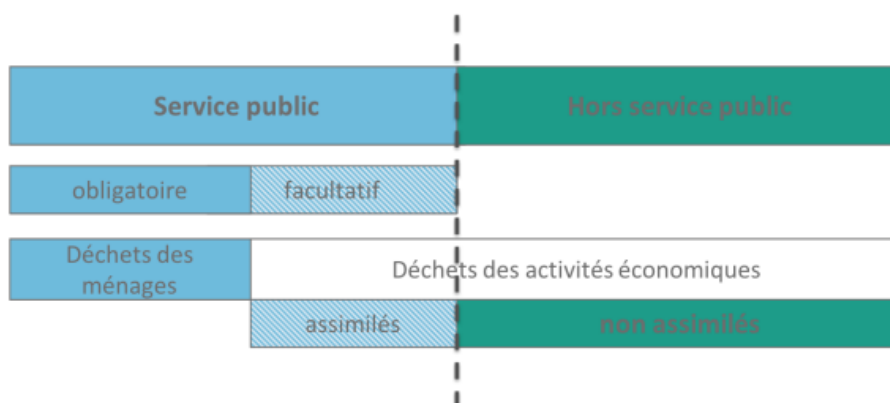 Service public
Hors service public
obligatoire
facultatif
Déchets des
ménages
Déchets des activités économiques
assimilés
non assimilés